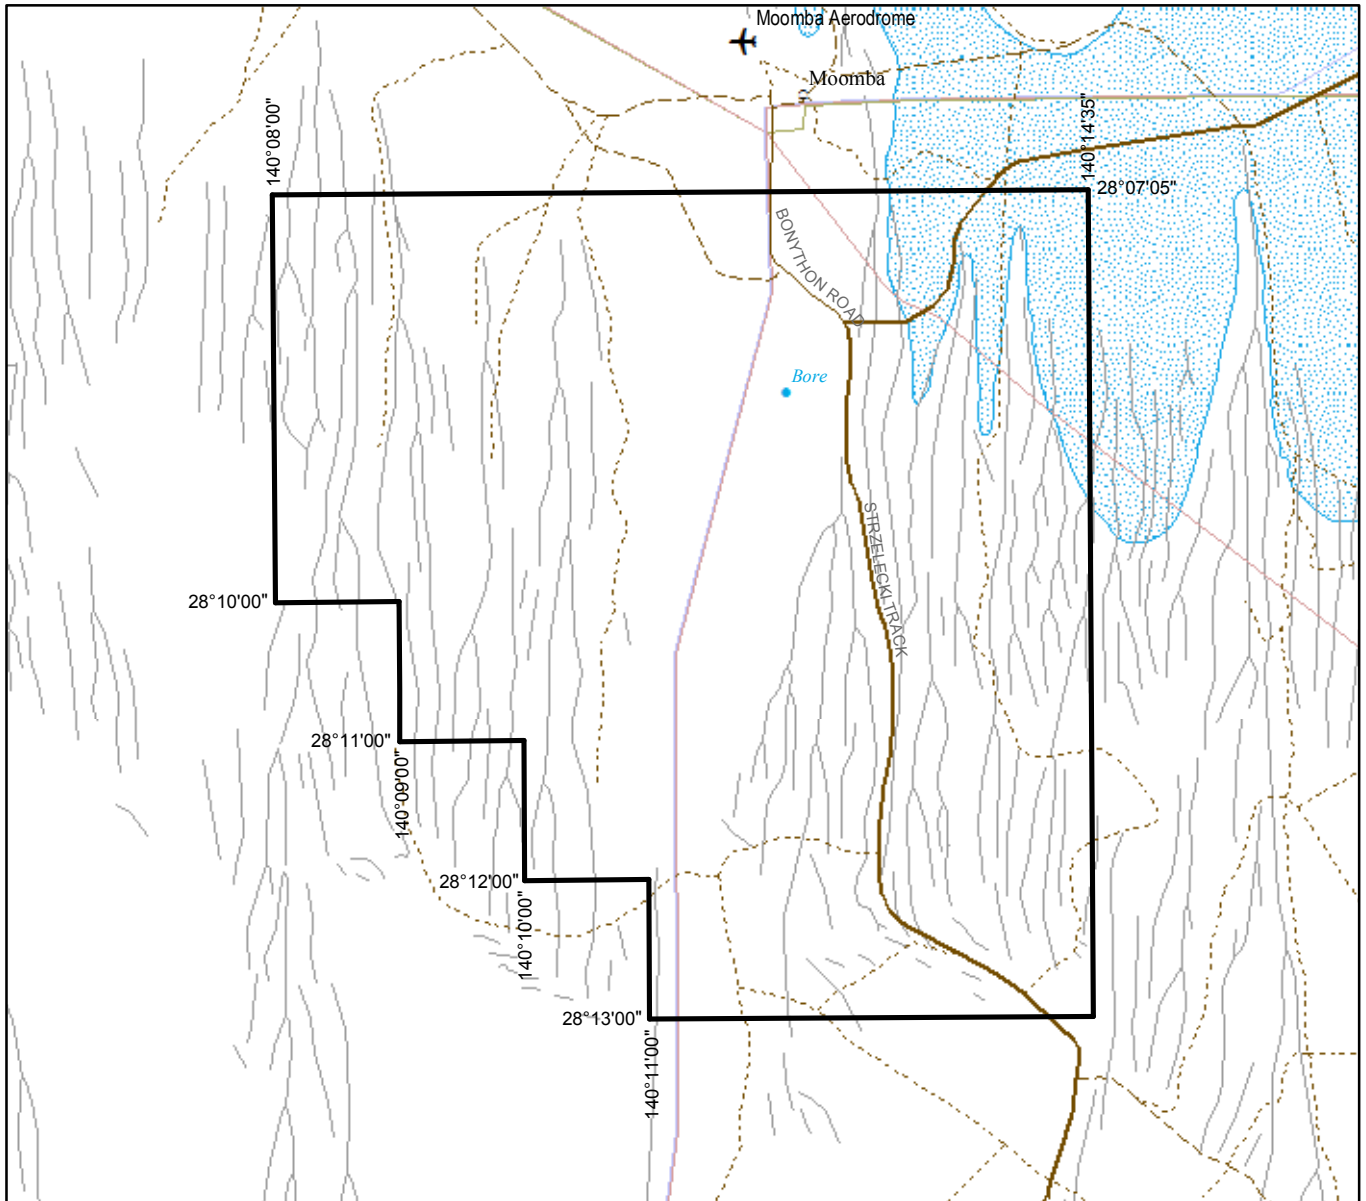 Moomba Aerodrome
Moomba
140°08'00"
140°14'35"
28°07'05"
BONYTHON ROAD
Bore
STRZELECKI TRACK
28°10'00"
28°11'00"
140°09'00"
28°12'00"
140°10'00"
28°13'00"
140°11'00"